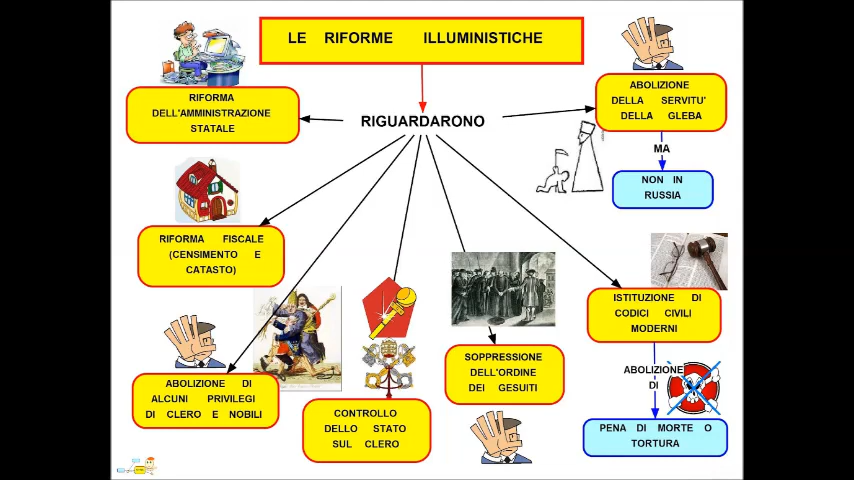 LE RIFORME ILLUMINISTICHE
RIGUARDARONO
RIFORMA
DELL'AMMINISTRAZIONE
STATALE
ABOLIZIONE
DELLA SERVITU'
DELLA GLEBA
MA
NON IN
RUSSIA
RIFORMA FISCALE
(CENSIMENTO E
CATASTO)
ISTITUZIONE DI
CODICI CIVILI
MODERNI
ABOLIZIONE
DI
PENA DI MORTE O
TORTURA
SOPPRESSIONE
DELL'ORDINE
DEI GESUITI
ABOLIZIONE DI
ALCUNI PRIVILEGI
DI CLERO E NOBILI
CONTROLLO
DELLO STATO
SUL CLERO